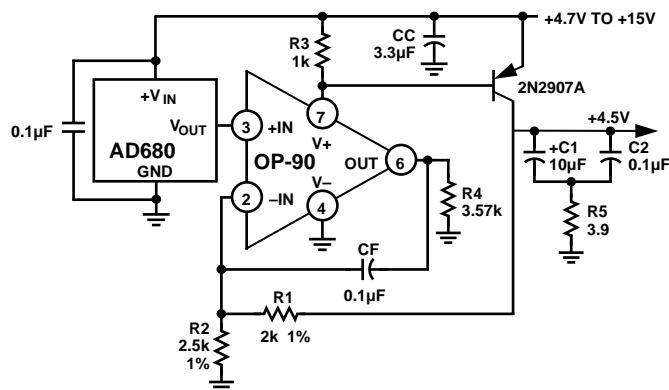 +4.7V TO +15V
R3
1k
CC
3.3µF
2N2907A
+VIN
0.1µF
VOUT
AD680
GND
3
+IN
7
V+
OP-90
OUT
6
2
–IN
V–
4
+4.5V
+C1
10µF
C2
0.1µF
R4
3.57k
R5
3.9
CF
0.1µF
R1
2k 1%
R2
2.5k
1%